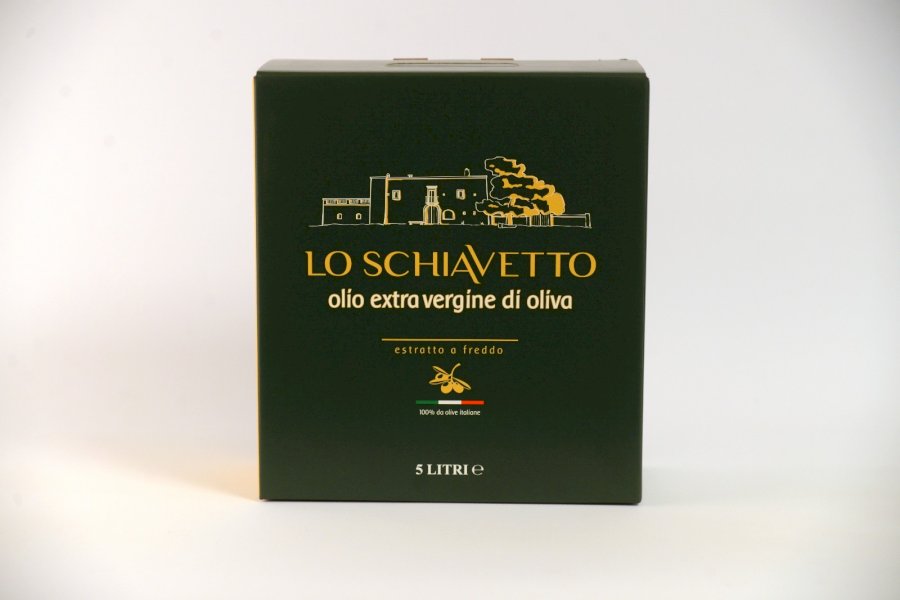 LO SCHIAVETTO
olio extra vergine di oliva
estratto a freddo
100% da olive italiane
5 LITRI ℮